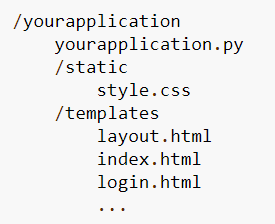 /yourapplication
    yourapplication.py
    /static
        style.css
    /templates
        layout.html
        index.html
        login.html
        ...